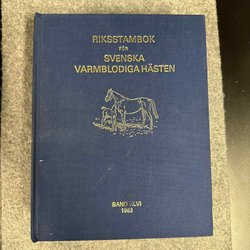 RIKSSTAMBOK
FÖR
SVENSKA
VARMBLODIGA HÄSTEN
BAND XLVI
1983